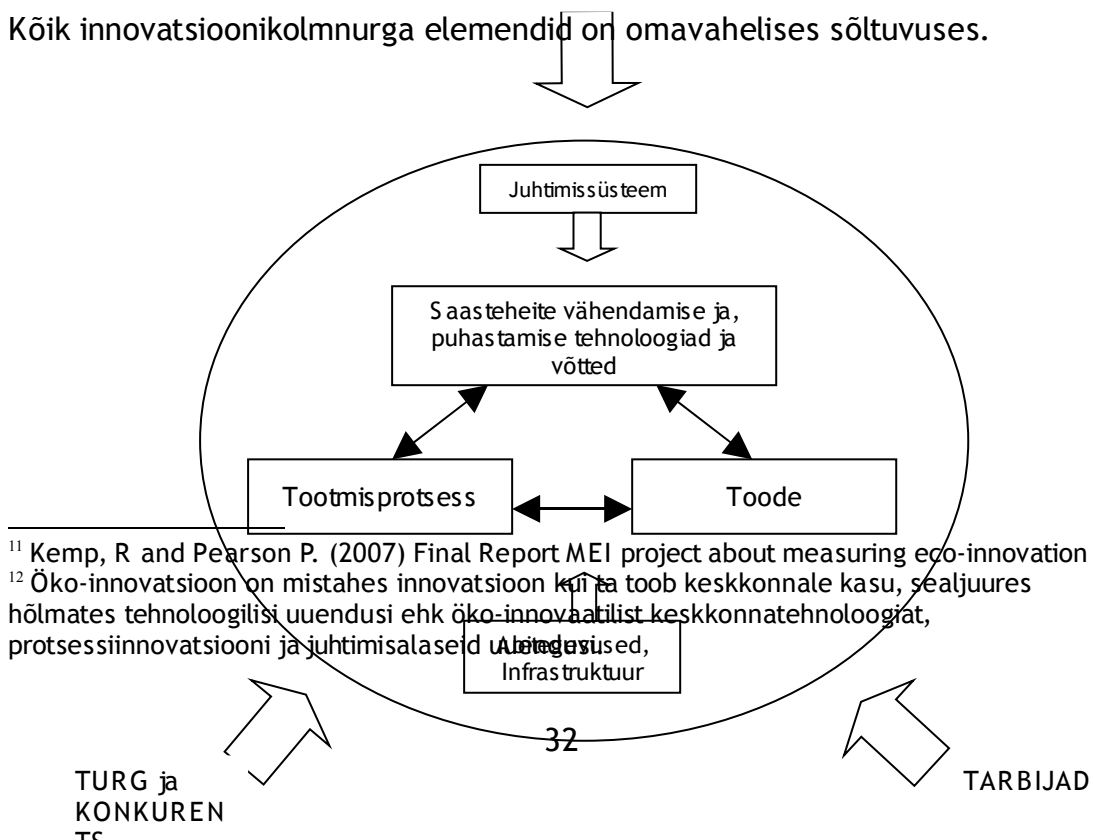 Kõik innovatsioonikolmnurga elemendid on omavahelises sõltuvuses.
Juhtimissüsteem
Saasteheite vähendamise ja,
puhastamise tehnoloogiad ja
võtted
Tootmisprotsess
Toode
11 Kemp, R and Pearson P. (2007) Final Report MEI project about measuring eco-innovation
12 Öko-innovatsioon on mistahes innovatsioon kui ta toob keskkonnale kasu, sealjuures
hõlmates tehnoloogilisi uuendusi ehk öko-innovaatilist keskkonnatehnoloogiat,
protsessiinnovatsiooni ja juhtimisalaseid uuendusi.
Infrastruktuur
32
TURG ja
KONKUREN
TS
TARBIJAD